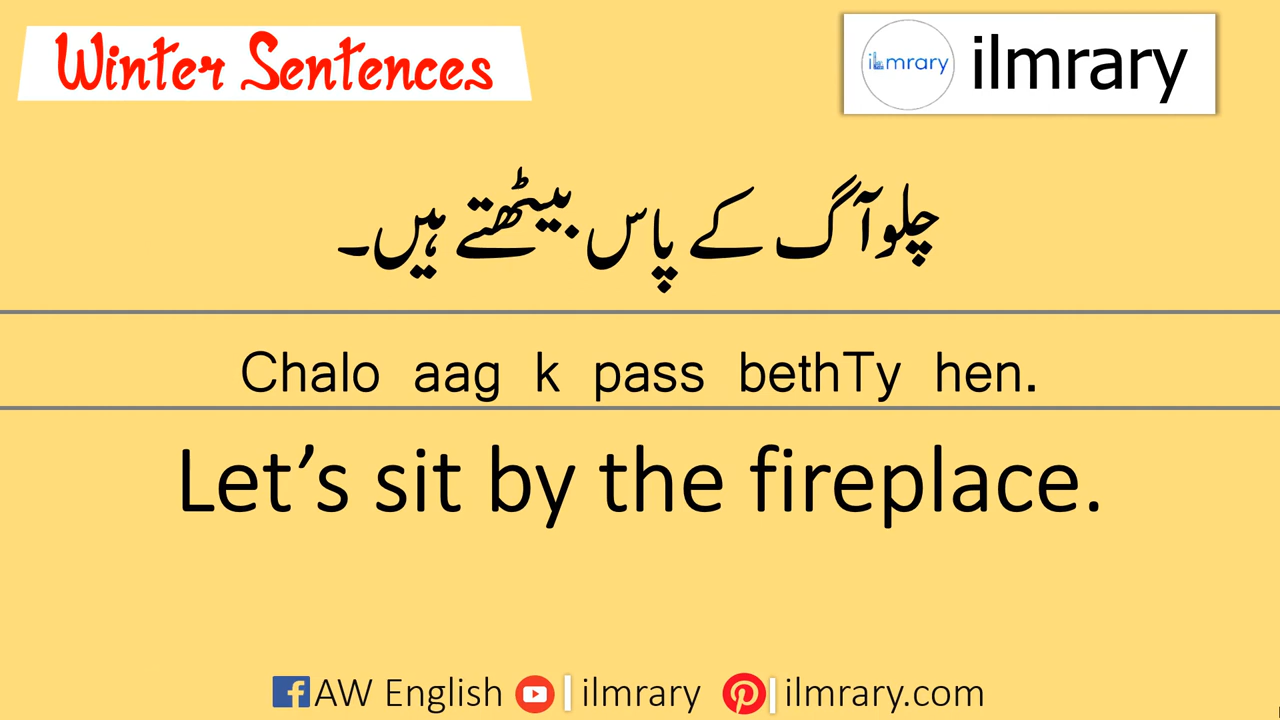 Winter Sentences
iLmrary ilmrary
چلو آگ کے پاس بیٹھتے ہیں۔
Chalo aag k pass bethTy hen.
Let’s sit by the fireplace.
AW English | ilmrary | ilmrary.com